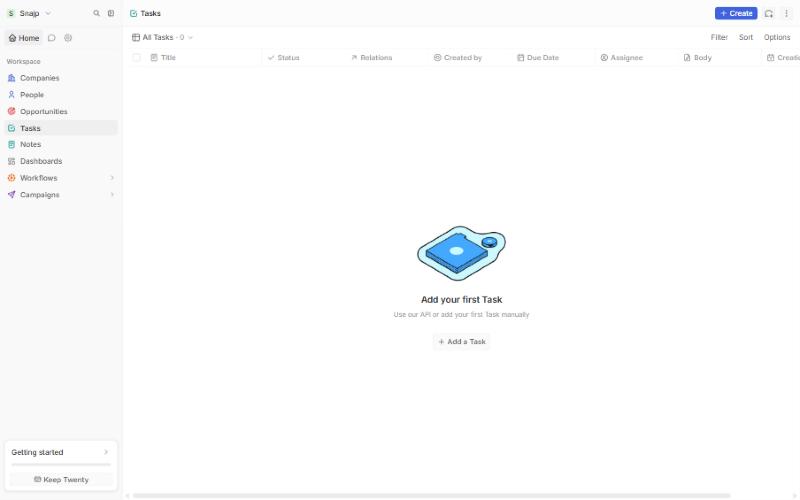 S Snajp
Tasks
Create
Home
All Tasks · 0
Filter
Sort
Options
Title
Status
Relations
Created by
Due Date
Assignee
Body
Creatio
Workspace
Companies
People
Opportunities
Tasks
Notes
Dashboards
Workflows
Campaigns
Add your first Task
Use our API or add your first Task manually
Add a Task
Getting started
Keep Twenty